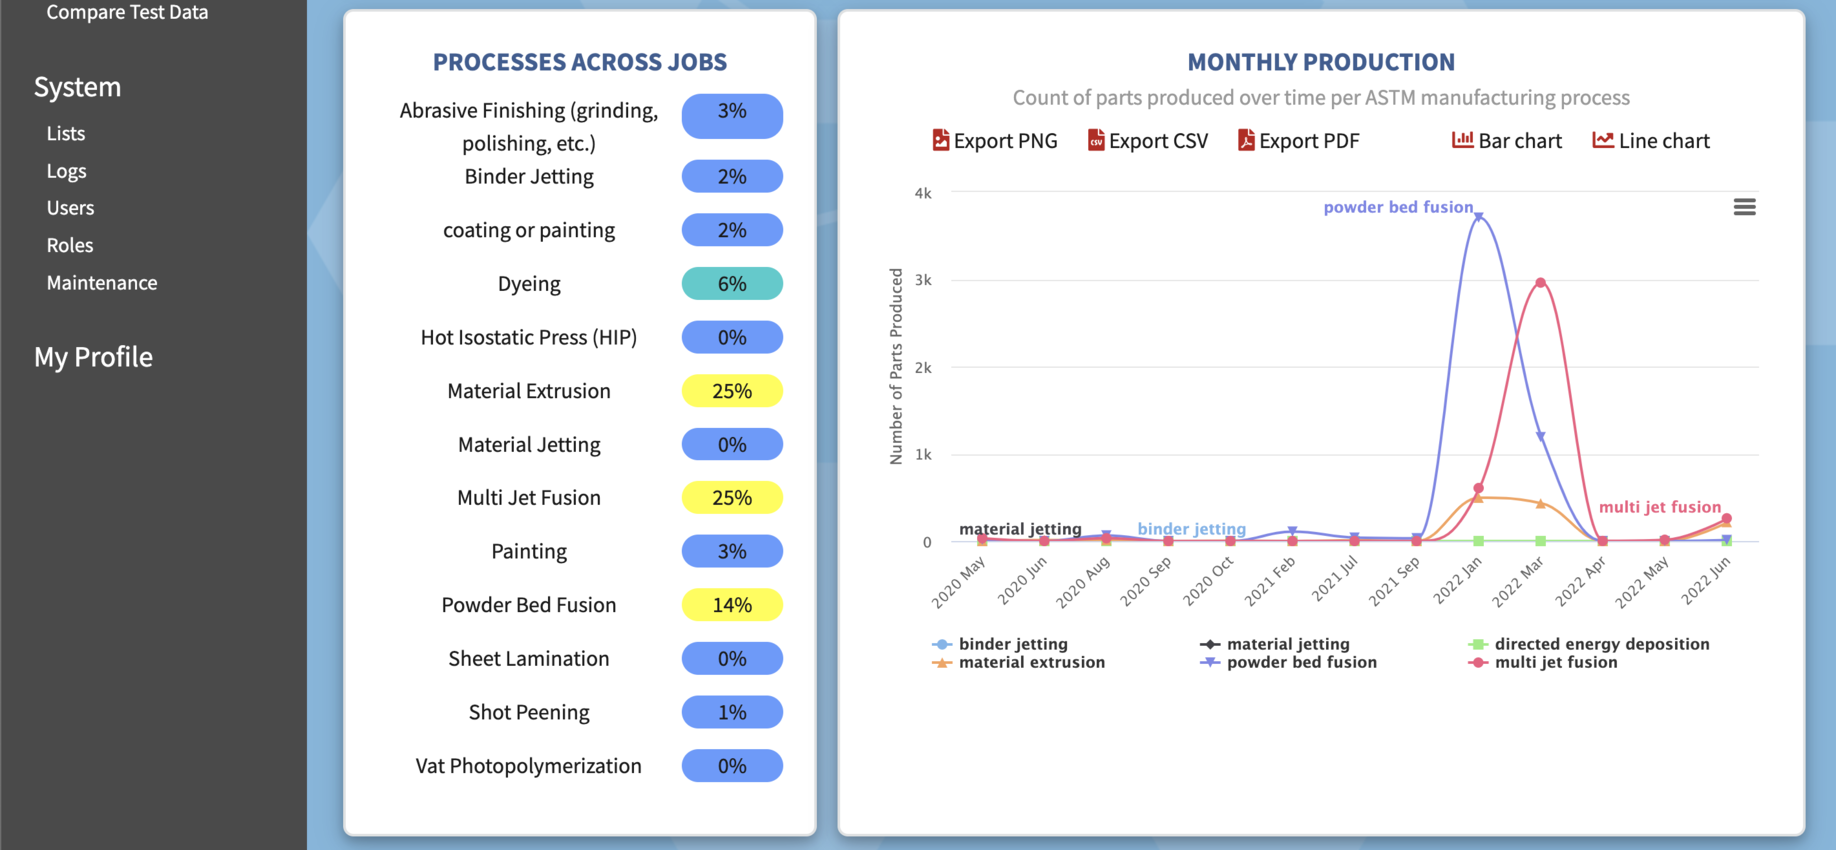 Compare Test Data
System
Lists
Logs
Users
Roles
Maintenance
My Profile
PROCESSES ACROSS JOBS
Abrasive Finishing (grinding,
polishing, etc.)
3%
Binder Jetting
2%
coating or painting
2%
Dyeing
6%
Hot Isostatic Press (HIP)
0%
Material Extrusion
25%
Material Jetting
0%
Multi Jet Fusion
25%
Painting
3%
Powder Bed Fusion
14%
Sheet Lamination
0%
Shot Peening
1%
Vat Photopolymerization
0%
MONTHLY PRODUCTION
Count of parts produced over time per ASTM manufacturing process
Export PNG
CSV
Export CSV
Export PDF
Bar chart
Line chart
Number of Parts Produced
4k
3k
2k
1k
0
powder bed fusion
multi jet fusion
material jetting
binder jetting
2020 May
2020 Jun
2020 Aug
2020 Sep
2020 Oct
2021 Feb
2021 Jul
2021 Sep
2022 Jan
2022 Mar
2022 Apr
2022 May
2022 Jun
binder jetting
material jetting
directed energy deposition
material extrusion
powder bed fusion
multi jet fusion